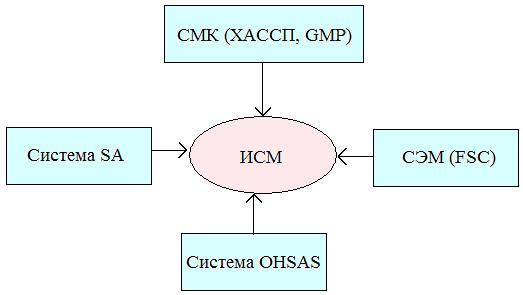 СМК (ХАССП, GMP)
Система SA
ИСМ
СЭМ (FSC)
Система OHSAS